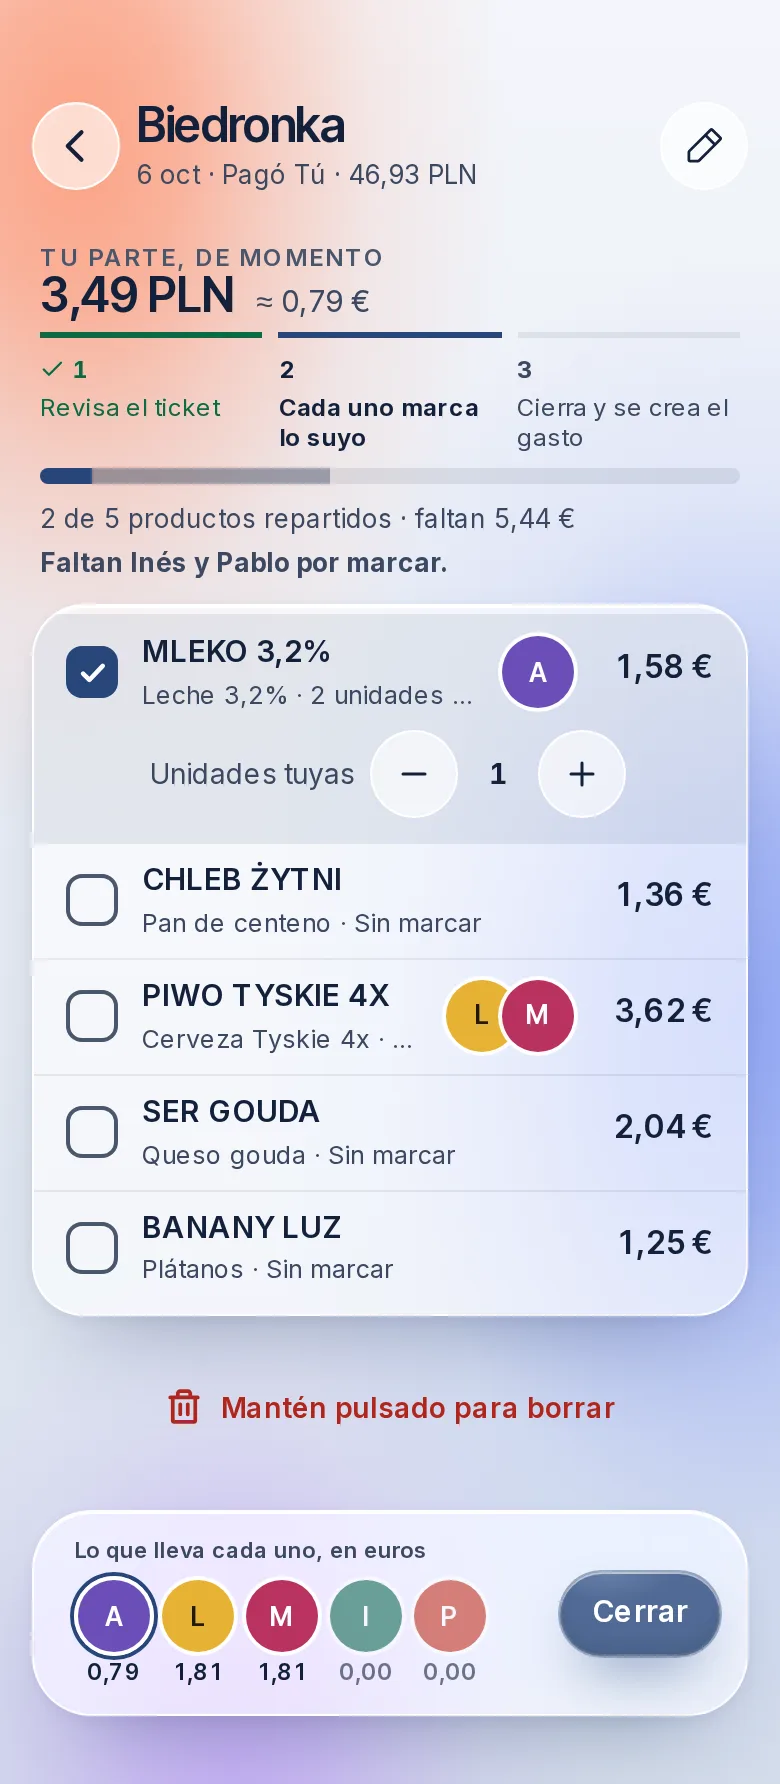 Biedronka
6 oct · Pagó Tú · 46,93 PLN
TU PARTE, DE MOMENTO
3,49 PLN ≈ 0,79 €
1
Revisa el ticket
2
Cada uno marca
lo suyo
3
Cierra y se crea el
gasto
2 de 5 productos repartidos · faltan 5,44 €
Faltan Inés y Pablo por marcar.
MLEKO 3,2%
Leche 3,2% · 2 unidades ...
A
1,58 €
Unidades tuyas
1
CHLEB ŻYTNI
Pan de centeno · Sin marcar
1,36 €
PIWO TYSKIE 4X
Cerveza Tyskie 4x · ...
L M
3,62 €
SER GOUDA
Queso gouda · Sin marcar
2,04 €
BANANY LUZ
Plátanos · Sin marcar
1,25 €
Mantén pulsado para borrar
Lo que lleva cada uno, en euros
A L M I P
0,79 1,81 1,81 0,00 0,00
Cerrar